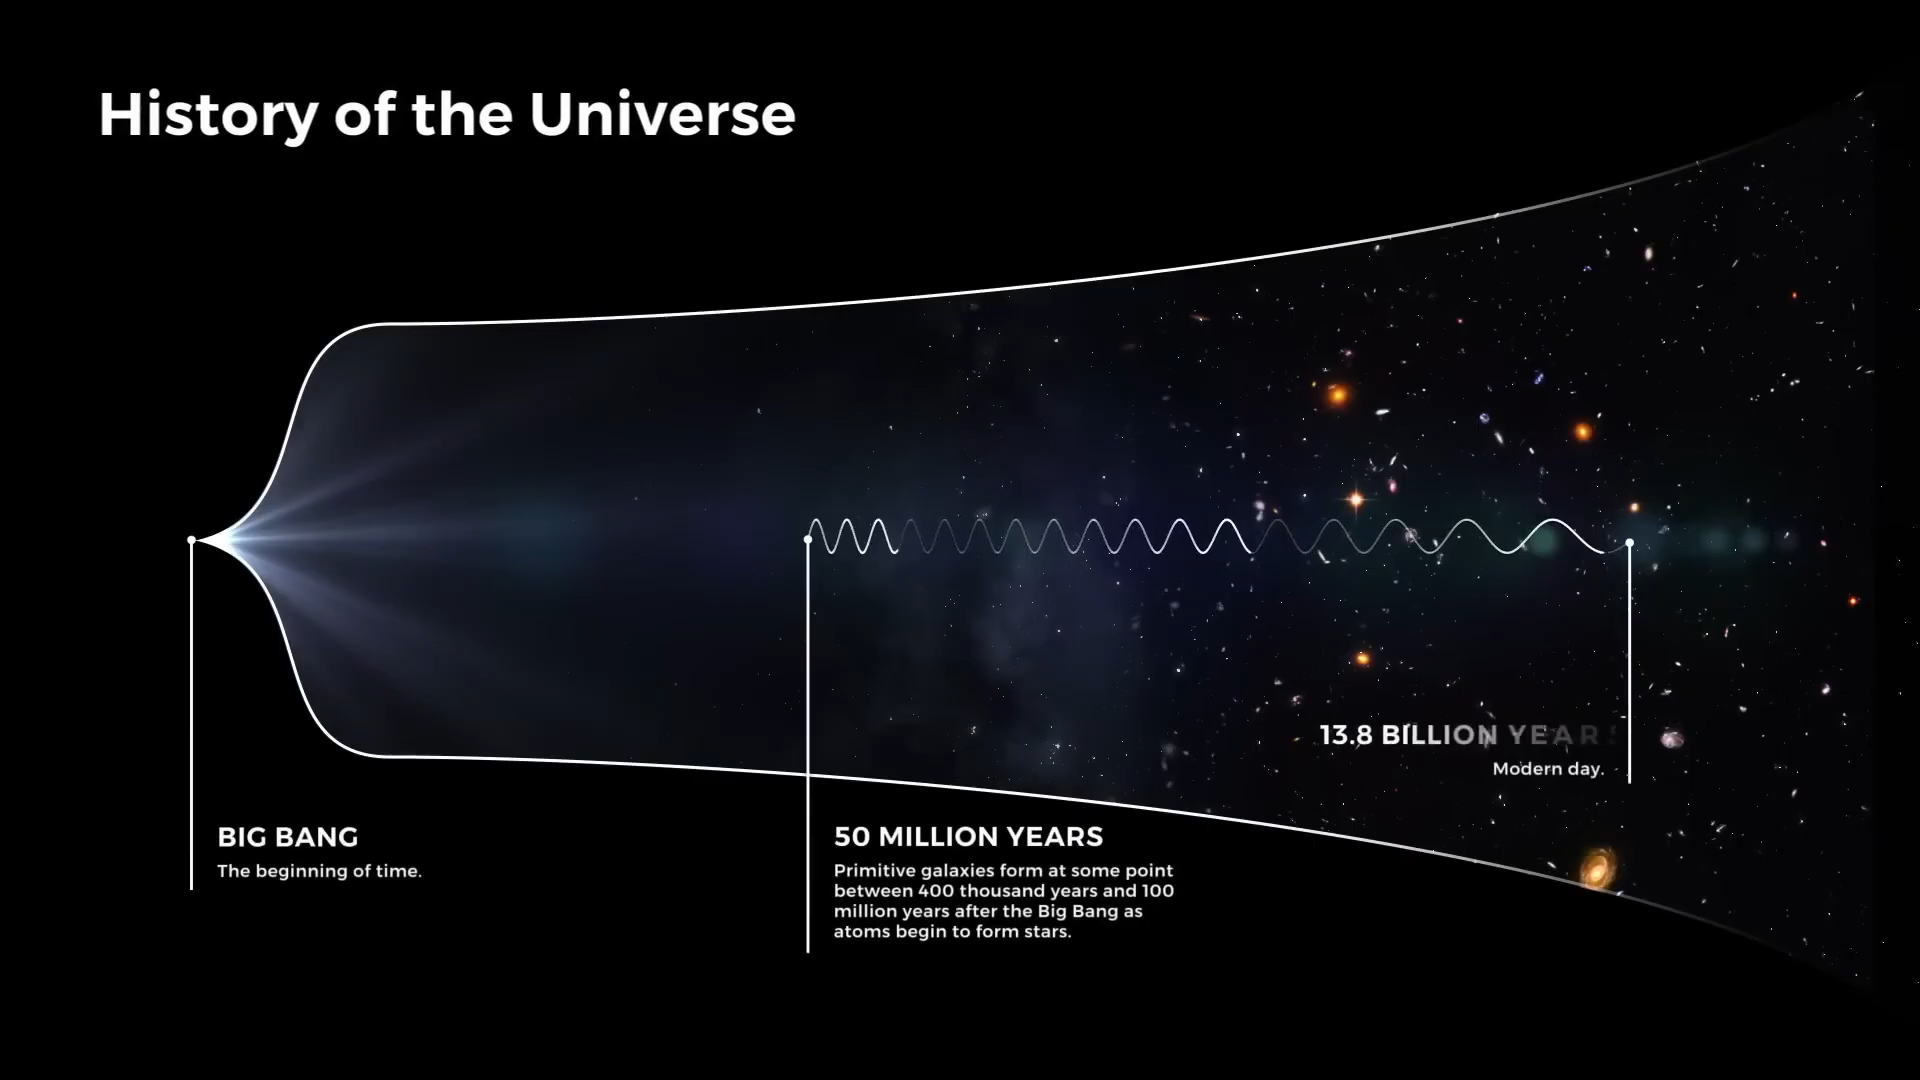 History of the Universe
BIG BANG
The beginning of time.
50 MILLION YEARS
Primitive galaxies form at some point
between 400 thousand years and 100
million years after the Big Bang as
atoms begin to form stars.
13.8 BILLION YEARS
Modern day.